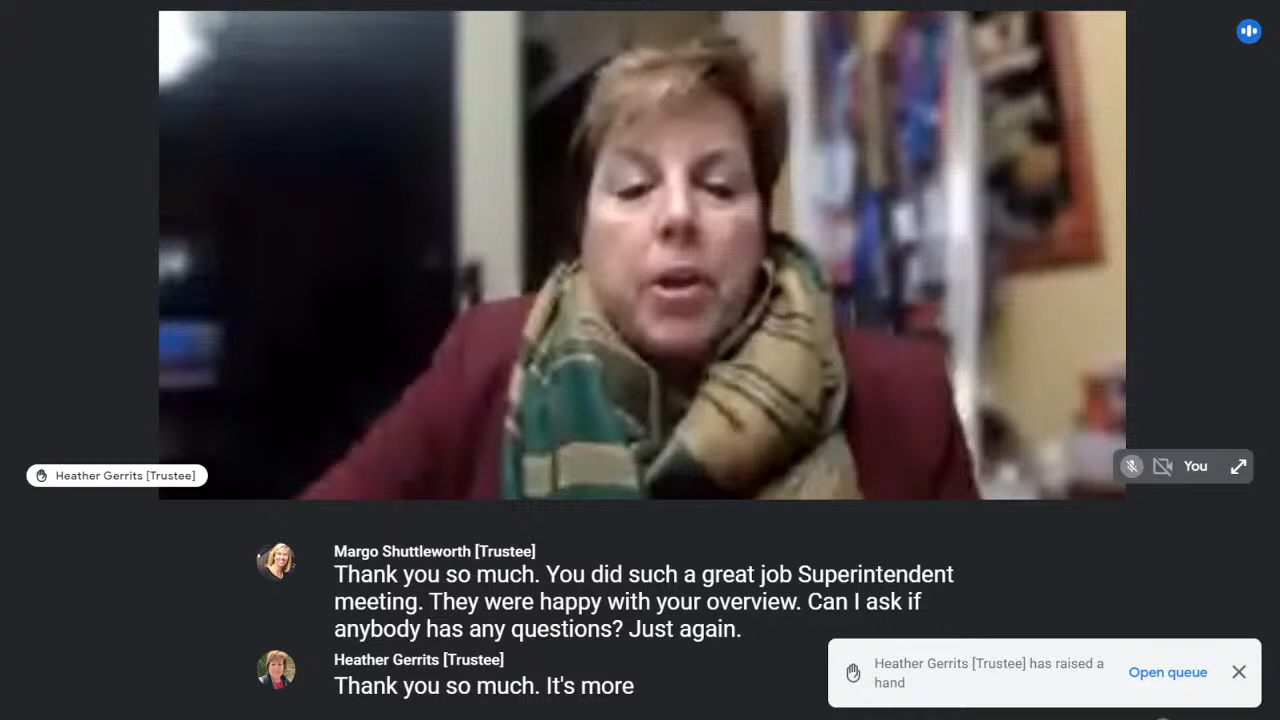 Heather Gerrits [Trustee]
You
Margo Shuttleworth [Trustee]
Thank you so much. You did such a great job Superintendent
meeting. They were happy with your overview. Can I ask if
anybody has any questions? Just again.
Heather Gerrits [Trustee]
Thank you so much. It's more
Heather Gerrits [Trustee] has raised a
hand
Open queue